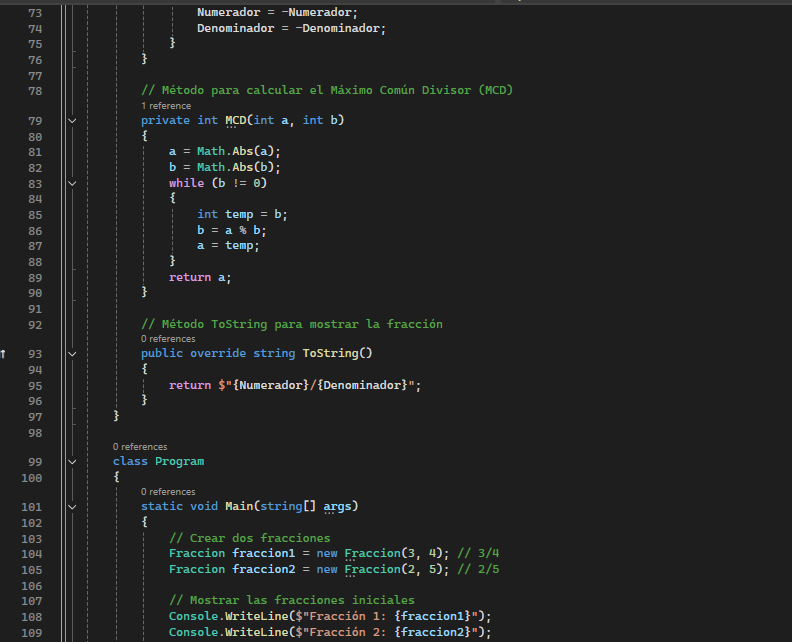 73 Numerador = -Numerador;
74 Denominador = -Denominador;
75 }
76 }
77
78 // Método para calcular el Máximo Común Divisor (MCD)
1 reference
79 private int MCD(int a, int b)
80 {
81 a = Math.Abs(a);
82 b = Math.Abs(b);
83 while (b != 0)
84 {
85 int temp = b;
86 b = a % b;
87 a = temp;
88 }
89 return a;
90 }
91
92 // Método ToString para mostrar la fracción
0 references
93 public override string ToString()
94 {
95 return $"{Numerador}/{Denominador}";
96 }
97 }
98
0 references
99 class Program
100 {
0 references
101 static void Main(string[] args)
102 {
103 // Crear dos fracciones
104 Fraccion fraccion1 = new Fraccion(3, 4); // 3/4
105 Fraccion fraccion2 = new Fraccion(2, 5); // 2/5
106
107 // Mostrar las fracciones iniciales
108 Console.WriteLine($"Fracción 1: {fraccion1}");
109 Console.WriteLine($"Fracción 2: {fraccion2}");